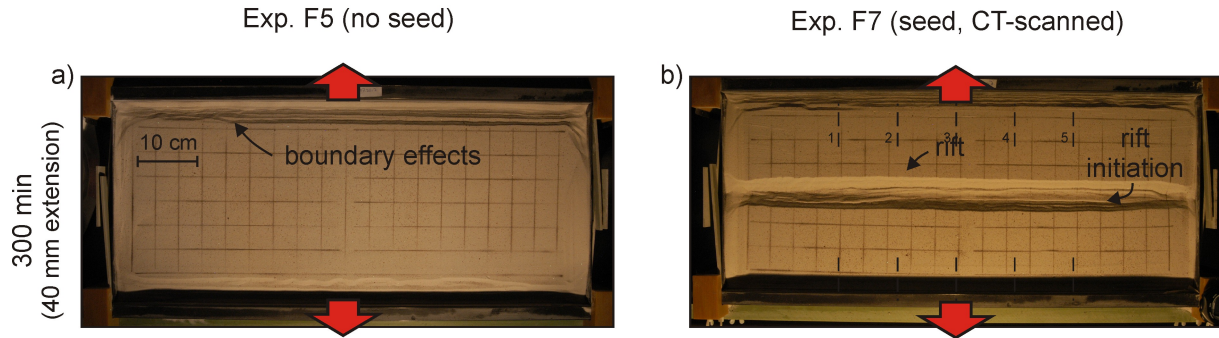 Exp. F5 (no seed)
Exp. F7 (seed, CT-scanned)
a)
b)
300 min
(40 mm extension)
10 cm
boundary effects
1
2
3
4
5
rift
rift
initiation